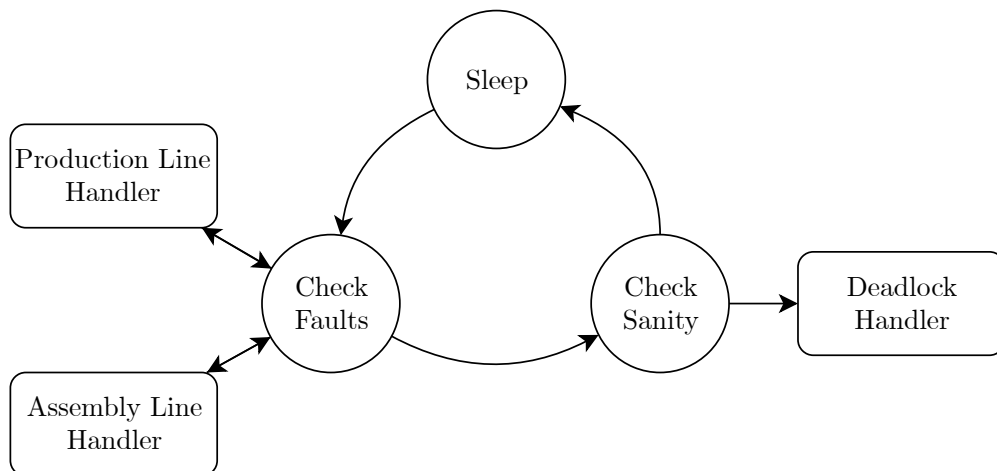 Sleep
Production Line
Handler
Check
Faults
Check
Sanity
Deadlock
Handler
Assembly Line
Handler